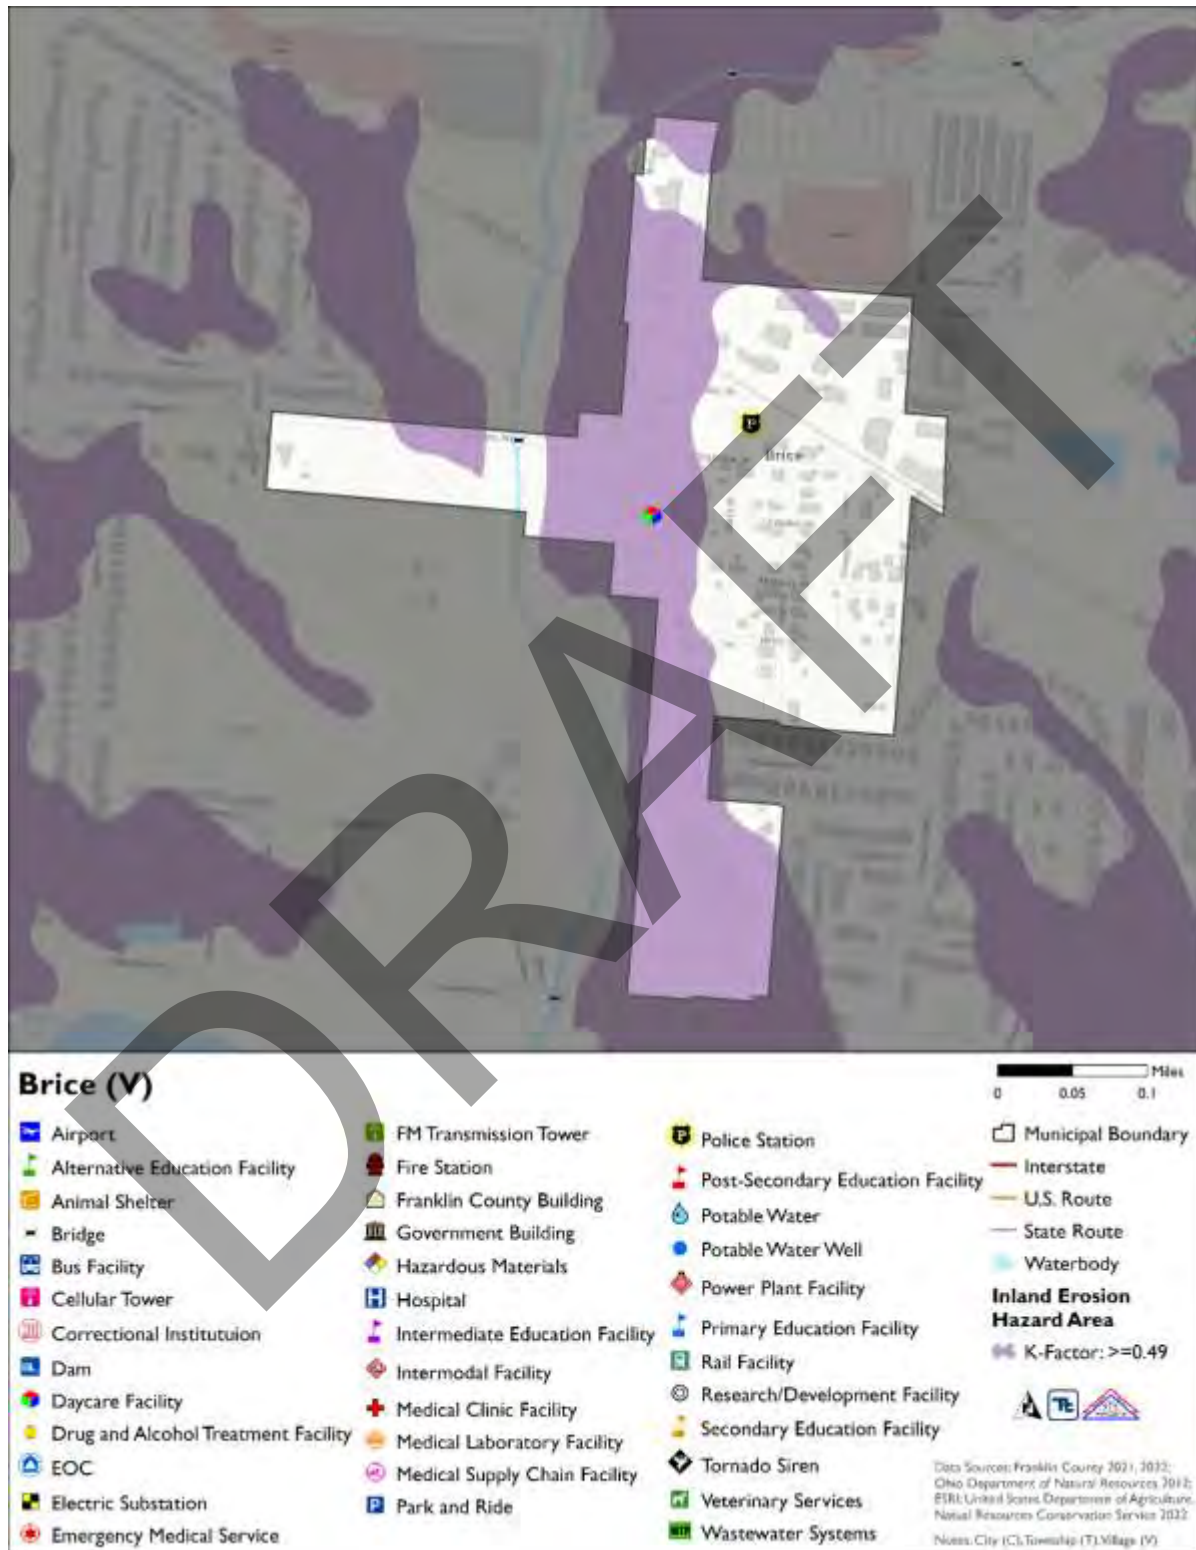 Brice
DRAFT
Brice (V)
Airport
Alternative Education Facility
Animal Shelter
Bridge
Bus Facility
Cellular Tower
Correctional Institutuion
Dam
Daycare Facility
Drug and Alcohol Treatment Facility
EOC
Electric Substation
Emergency Medical Service
FM Transmission Tower
Fire Station
Franklin County Building
Government Building
Hazardous Materials
Hospital
Intermediate Education Facility
Intermodal Facility
Medical Clinic Facility
Medical Laboratory Facility
Medical Supply Chain Facility
Park and Ride
Police Station
Post-Secondary Education Facility
Potable Water
Potable Water Well
Power Plant Facility
Primary Education Facility
Rail Facility
Research/Development Facility
Secondary Education Facility
Tornado Siren
Veterinary Services
Wastewater Systems
Miles
0 0.05 0.1
Municipal Boundary
Interstate
U.S. Route
State Route
Waterbody
Inland Erosion
Hazard Area
K-Factor: >=0.49
Data Sources: Franklin County 2021, 2022;
Ohio Department of Natural Resources 2012;
ESRI; United States Department of Agriculture,
Natual Resources Conservation Service 2022
Notes: City (C), Township (T), Village (V)